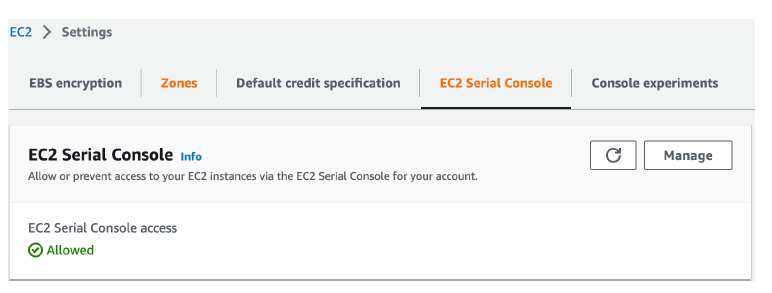 EC2 > Settings
EBS encryption Zones Default credit specification EC2 Serial Console Console experiments
EC2 Serial Console Info
Manage
Allow or prevent access to your EC2 instances via the EC2 Serial Console for your account.
EC2 Serial Console access
Allowed